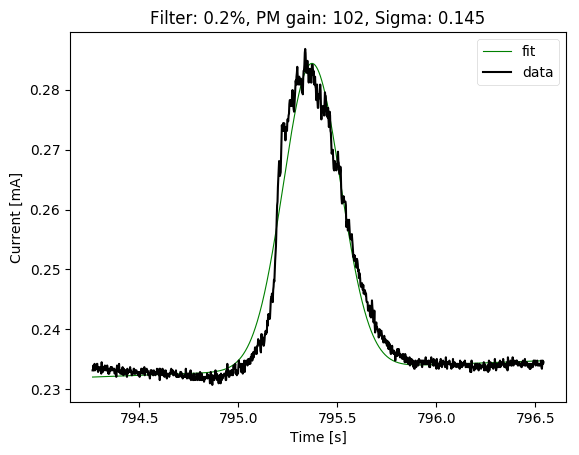 Filter: 0.2%, PM gain: 102, Sigma: 0.145
fit
data
Current [mA]
0.28
0.27
0.26
0.25
0.24
0.23
794.5 795.0 795.5 796.0 796.5
Time [s]